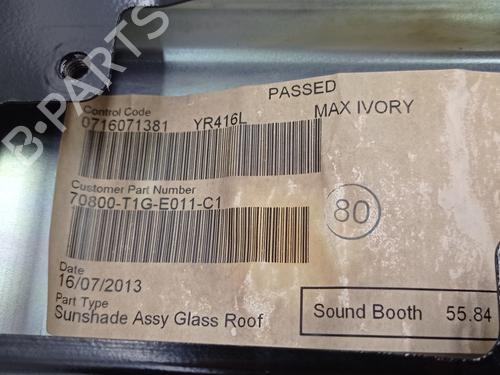 PASSED
Control Code
0716071381 YR416L MAX IVORY
Customer Part Number
70800-T1G-E011-C1
80
Date
16/07/2013
Part Type
Sunshade Assy Glass Roof
Sound Booth 55.84
B-PARTS